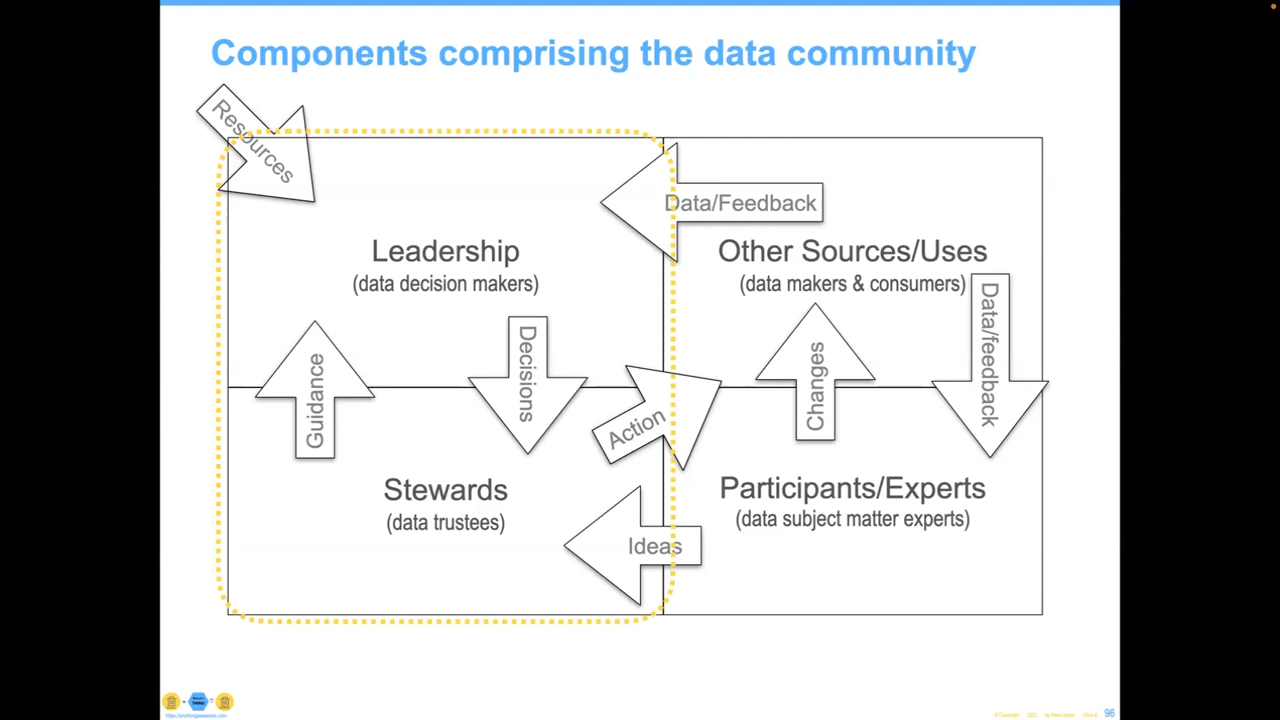 Components comprising the data community
Resources
Data/Feedback
Leadership
(data decision makers)
Other Sources/Uses
(data makers & consumers)
Guidance
Decisions
Action
Changes
Data/feedback
Stewards
(data trustees)
Participants/Experts
(data subject matter experts)
Ideas
96